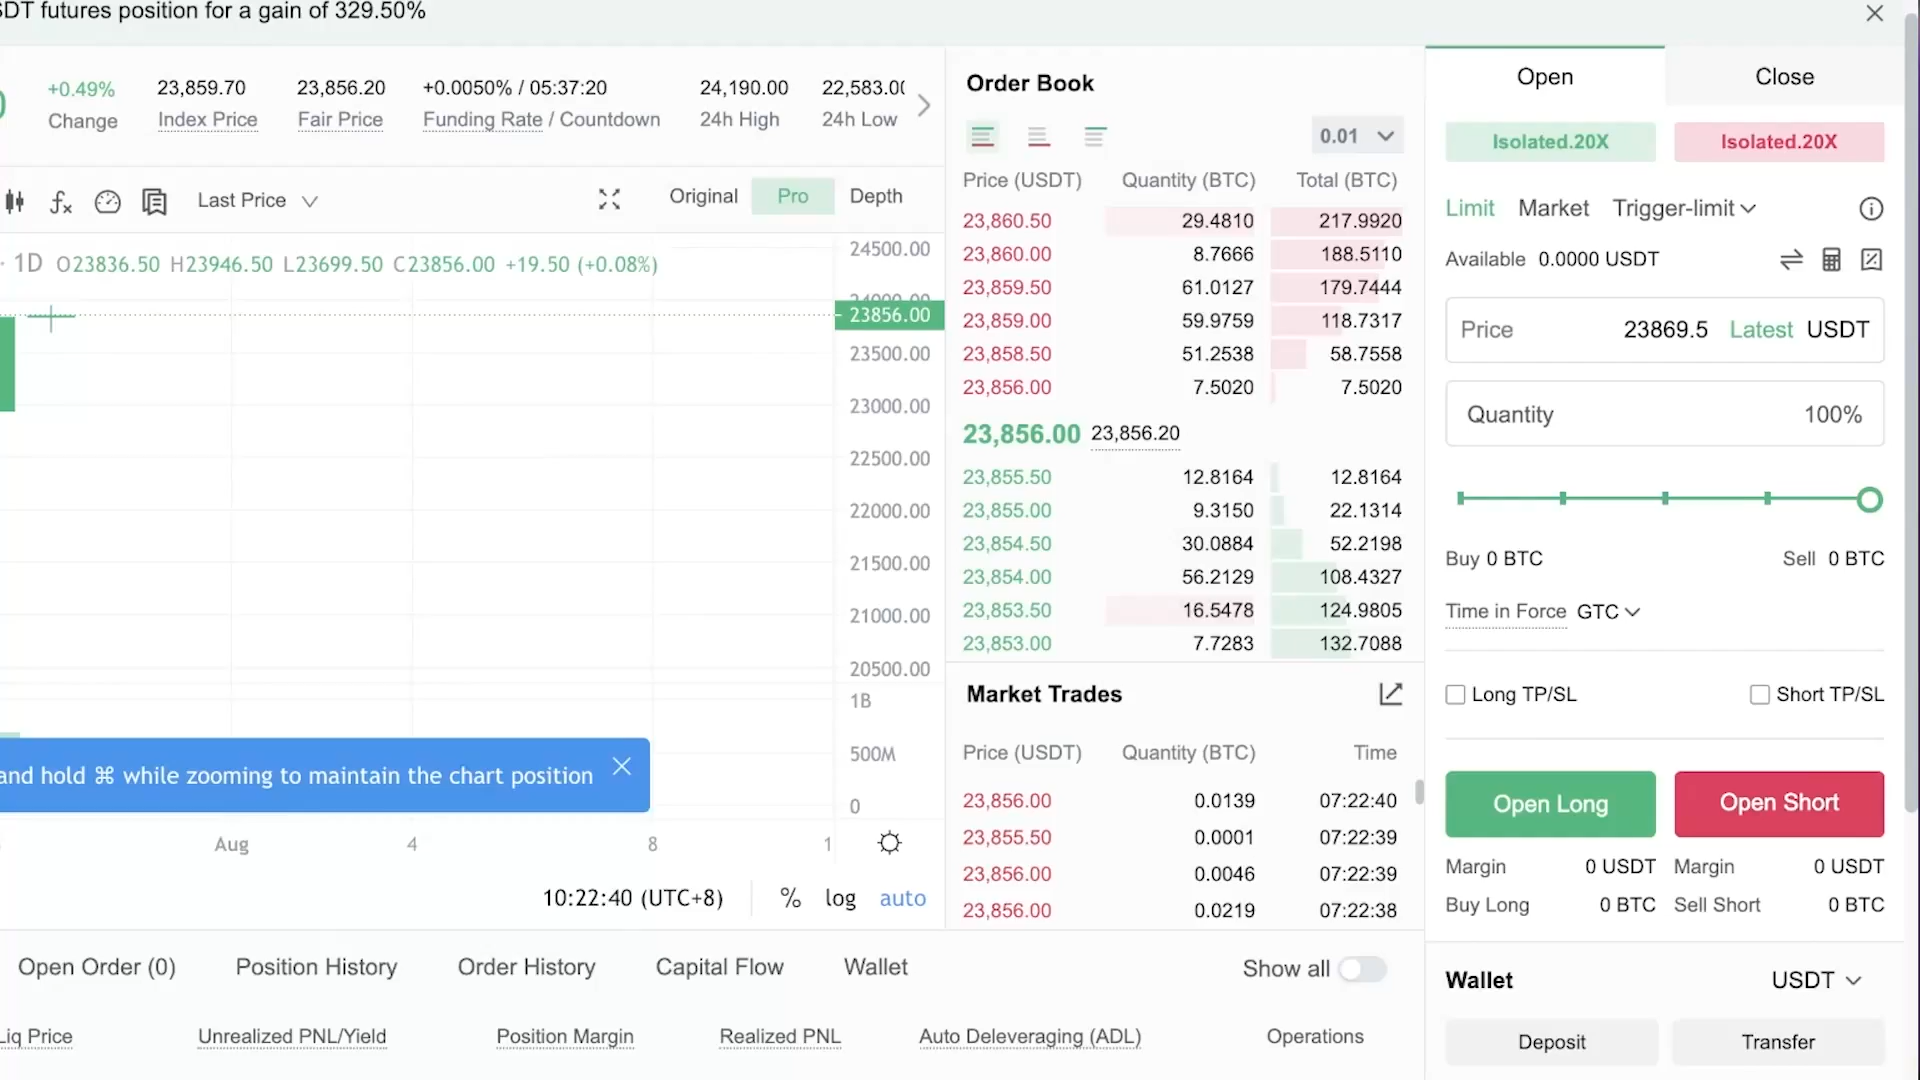 SDT futures position for a gain of 329.50%
+0.49%
Change
23,859.70
Index Price
23,856.20
Fair Price
+0.0050% / 05:37:20
Funding Rate / Countdown
24,190.00
24h High
22,583.00
24h Low
Last Price
Original
Pro
Depth
· 1D O23836.50 H23946.50 L23699.50 C23856.00 +19.50 (+0.08%)
24500.00
24000.00
23856.00
23500.00
23000.00
22500.00
22000.00
21500.00
21000.00
20500.00
1B
500M
0
and hold ⌘ while zooming to maintain the chart position
Aug 4 8 1
10:22:40 (UTC+8) % log auto
Order Book
0.01
Price (USDT) Quantity (BTC) Total (BTC)
23,860.50 29.4810 217.9920
23,860.00 8.7666 188.5110
23,859.50 61.0127 179.7444
23,859.00 59.9759 118.7317
23,858.50 51.2538 58.7558
23,856.00 7.5020 7.5020
23,856.00 23,856.20
23,855.50 12.8164 12.8164
23,855.00 9.3150 22.1314
23,854.50 30.0884 52.2198
23,854.00 56.2129 108.4327
23,853.50 16.5478 124.9805
23,853.00 7.7283 132.7088
Market Trades
Price (USDT) Quantity (BTC) Time
23,856.00 0.0139 07:22:40
23,855.50 0.0001 07:22:39
23,856.00 0.0046 07:22:39
23,856.00 0.0219 07:22:38
Open Close
Isolated.20X Isolated.20X
Limit Market Trigger-limit
Available 0.0000 USDT
Price 23869.5 Latest USDT
Quantity 100%
Buy 0 BTC Sell 0 BTC
Time in Force GTC
Long TP/SL Short TP/SL
Open Long Open Short
Margin 0 USDT Margin 0 USDT
Buy Long 0 BTC Sell Short 0 BTC
Wallet USDT
Deposit Transfer
Open Order (0) Position History Order History Capital Flow Wallet Show all
Liq Price Unrealized PNL/Yield Position Margin Realized PNL Auto Deleveraging (ADL) Operations